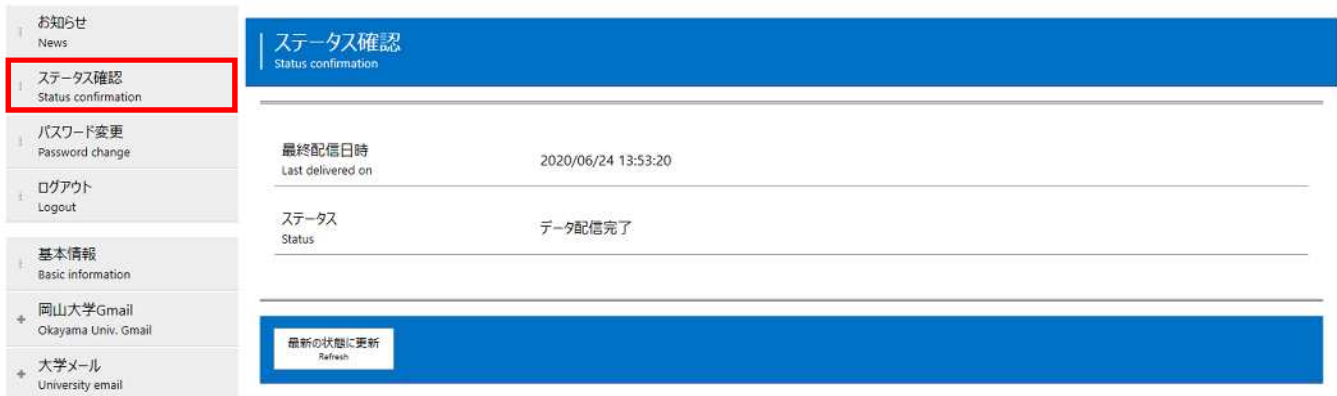 お知らせ
News
ステータス確認
Status confirmation
パスワード変更
Password change
ログアウト
Logout
基本情報
Basic information
岡山大学Gmail
Okayama Univ. Gmail
大学メール
University email
ステータス確認
Status confirmation
最終配信日時
Last delivered on
2020/06/24 13:53:20
ステータス
Status
データ配信完了
最新の状態に更新
Refresh